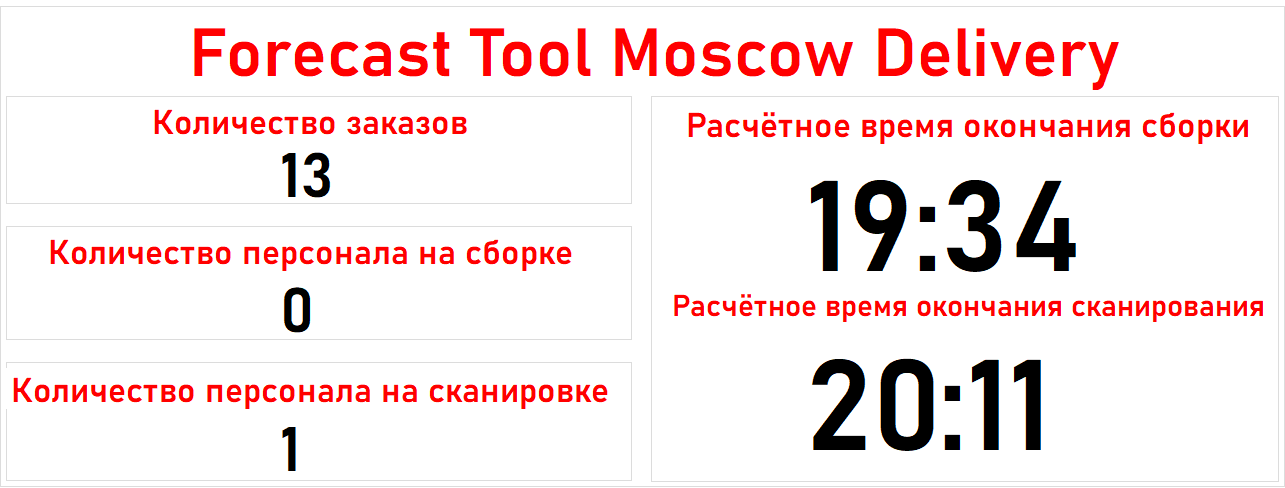 Forecast Tool Moscow Delivery
Количество заказов
13
Количество персонала на сборке
0
Количество персонала на сканировке
1
Расчётное время окончания сборки
19:34
Расчётное время окончания сканирования
20:11